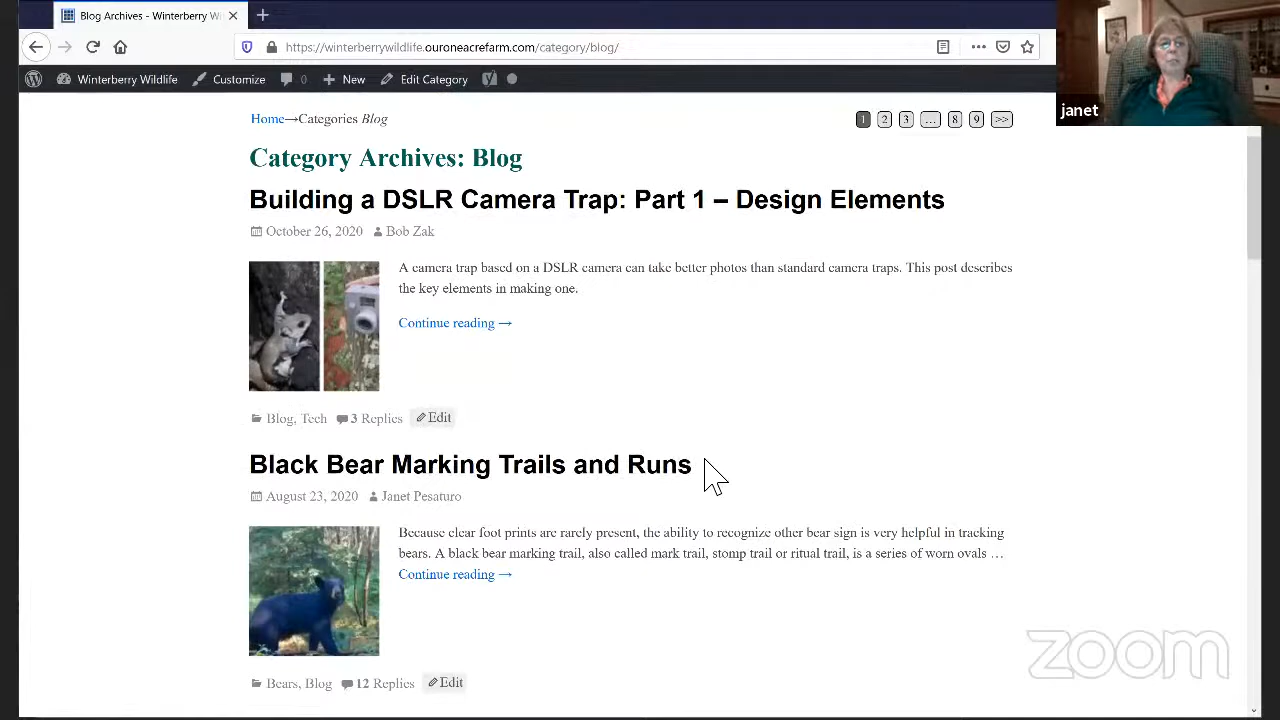 Blog Archives - Winterberry Wi
https://winterberrywildlife.ouroneacrefarm.com/category/blog/
Winterberry Wildlife Customize 0 New Edit Category
janet
Home→Categories Blog 1 2 3 ... 8 9 >>
Category Archives: Blog
Building a DSLR Camera Trap: Part 1 – Design Elements
October 26, 2020 Bob Zak
A camera trap based on a DSLR camera can take better photos than standard camera traps. This post describes
the key elements in making one.
Continue reading →
Blog, Tech 3 Replies Edit
Black Bear Marking Trails and Runs
August 23, 2020 Janet Pesaturo
Because clear foot prints are rarely present, the ability to recognize other bear sign is very helpful in tracking
bears. A black bear marking trail, also called mark trail, stomp trail or ritual trail, is a series of worn ovals …
Continue reading →
zoom
Bears, Blog 12 Replies Edit